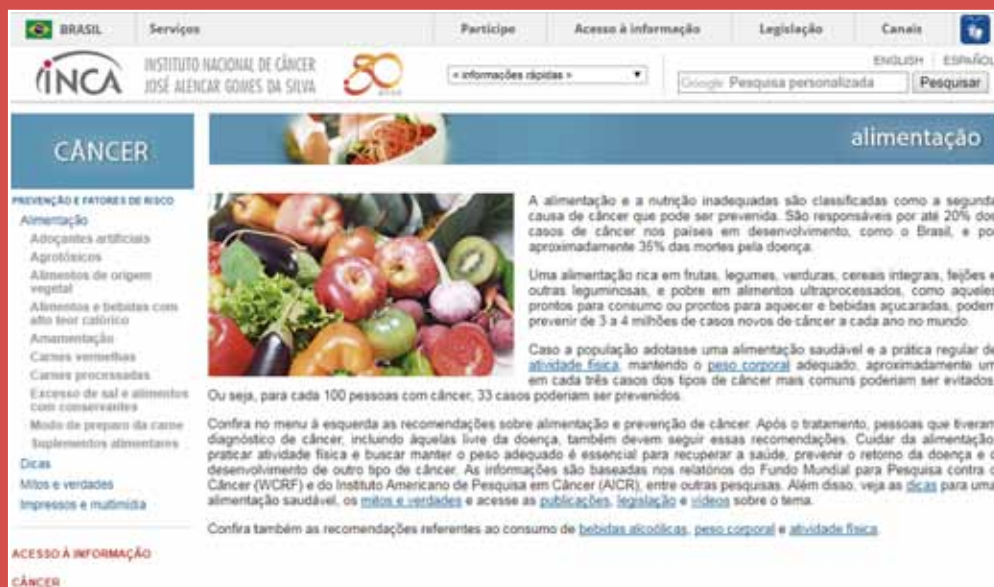 BRASIL Serviços Participe Acesso à informação Legislação Canais
INCA INSTITUTO NACIONAL DE CÂNCER
JOSÉ ALENCAR GOMES DA SILVA
80 anos
« informações rápidas »
ENGLISH ESPAÑOL
Google Pesquisa personalizada Pesquisar
CÂNCER
alimentação
PREVENÇÃO E FATORES DE RISCO
Alimentação
Adoçantes artificiais
Agrotóxicos
Alimentos de origem
vegetal
Alimentos e bebidas com
alto teor calórico
Amamentação
Carnes vermelhas
Carnes processadas
Excesso de sal e alimentos
com conservantes
Modo de preparo da carne
Suplementos alimentares
Dicas
Mitos e verdades
Impressos e multimídia
ACESSO À INFORMAÇÃO
CÂNCER
A alimentação e a nutrição inadequadas são classificadas como a segunda
causa de câncer que pode ser prevenida. São responsáveis por até 20% dos
casos de câncer nos países em desenvolvimento, como o Brasil, e por
aproximadamente 35% das mortes pela doença.
Uma alimentação rica em frutas, legumes, verduras, cereais integrais, feijões e
outras leguminosas, e pobre em alimentos ultraprocessados, como aqueles
prontos para consumo ou prontos para aquecer e bebidas açucaradas, podem
prevenir de 3 a 4 milhões de casos novos de câncer a cada ano no mundo.
Caso a população adotasse uma alimentação saudável e a prática regular de
atividade física, mantendo o peso corporal adequado, aproximadamente um
em cada três casos dos tipos de câncer mais comuns poderiam ser evitados.
Ou seja, para cada 100 pessoas com câncer, 33 casos poderiam ser prevenidos.
Confira no menu à esquerda as recomendações sobre alimentação e prevenção de câncer. Após o tratamento, pessoas que tiveram
diagnóstico de câncer, incluindo àquelas livre da doença, também devem seguir essas recomendações. Cuidar da alimentação,
praticar atividade física e buscar manter o peso adequado é essencial para recuperar a saúde, prevenir o retorno da doença e o
desenvolvimento de outro tipo de câncer. As informações são baseadas nos relatórios do Fundo Mundial para Pesquisa contra o
Câncer (WCRF) e do Instituto Americano de Pesquisa em Câncer (AICR), entre outras pesquisas. Além disso, veja as dicas para uma
alimentação saudável, os mitos e verdades e acesse as publicações, legislação e vídeos sobre o tema.
Confira também as recomendações referentes ao consumo de bebidas alcoólicas, peso corporal e atividade física.